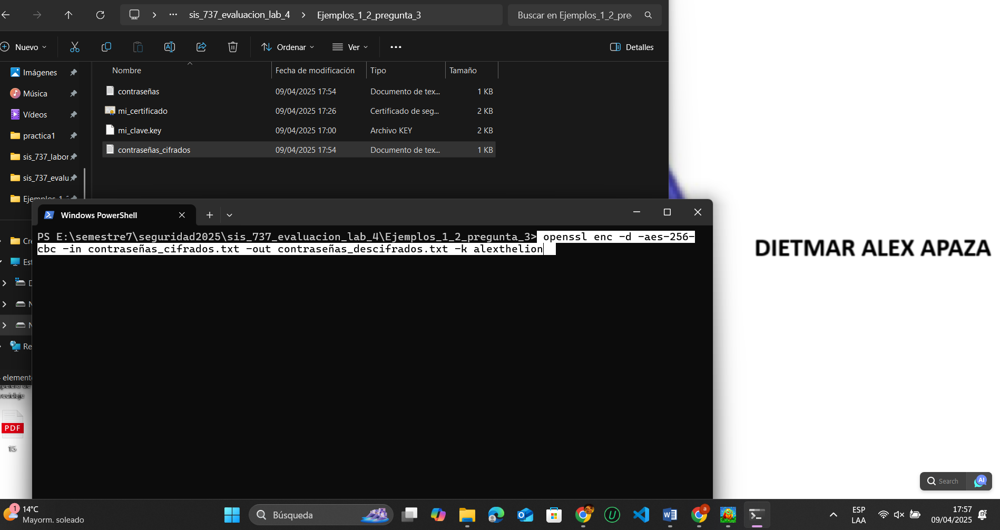 sis_737_evaluacion_lab_4 Ejemplos_1_2_pregunta_3
Buscar en Ejemplos_1_2_pre
Nuevo
Ordenar
Ver
Detalles
Nombre Fecha de modificación Tipo Tamaño
Imágenes
Música
Vídeos
practica1
sis_737_labor
sis_737_evalu
contraseñas 09/04/2025 17:54 Documento de tex... 1 KB
mi_certificado 09/04/2025 17:26 Certificado de seg... 2 KB
mi_clave.key 09/04/2025 17:00 Archivo KEY 2 KB
contraseñas_cifrados 09/04/2025 17:54 Documento de tex... 1 KB
Windows PowerShell
PS E:\semestre7\seguridad2025\sis_737_evaluacion_lab_4\Ejemplos_1_2_pregunta_3> openssl enc -d -aes-256-
cbc -in contraseñas_cifrados.txt -out contraseñas_descifrados.txt -k alexthelion
Cre
Est
D
N
N
Re
element
reciclaje
PDF
15
DIETMAR ALEX APAZA
Search
AI
1
14°C
Mayorm. soleado
Búsqueda
a
ESP
LAA
17:57
09/04/2025